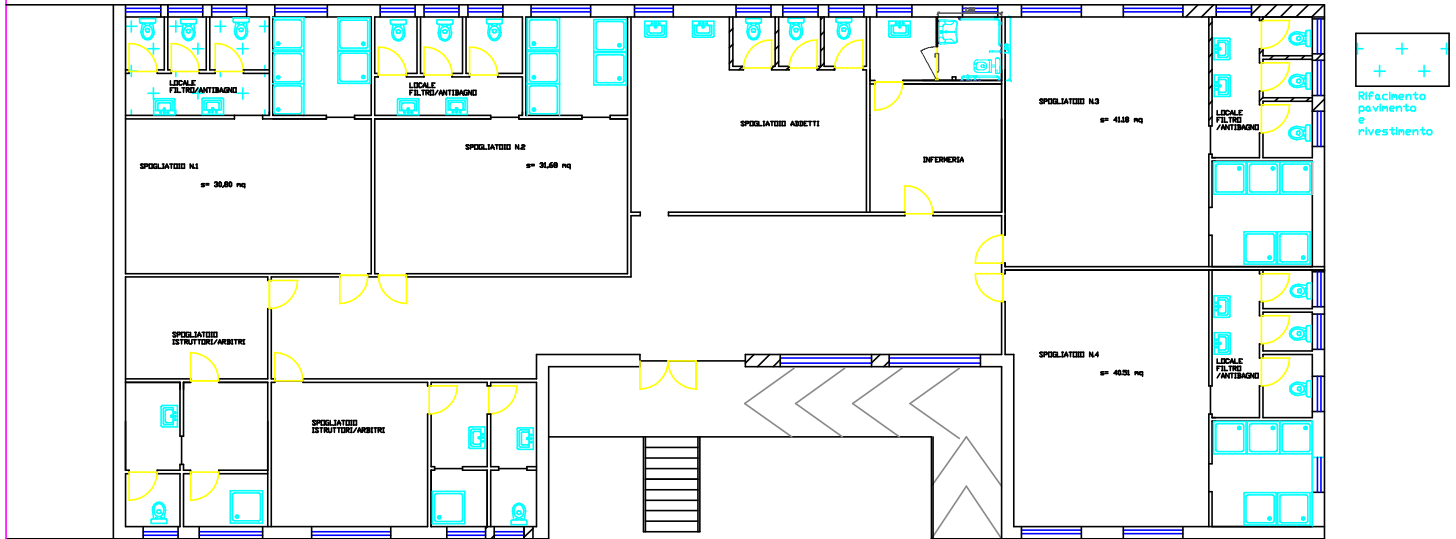 LOCALE
FILTRO/ANTIBAGNO
SPOGLIATOIO N.1
s= 30,80 mq
LOCALE
FILTRO/ANTIBAGNO
SPOGLIATOIO N.2
s= 31,68 mq
SPOGLIATOIO ADDETTI
INFERMERIA
SPOGLIATOIO N.3
s= 41.18 mq
LOCALE
FILTRO
/ANTIBAGNO
Rifacimento
pavimento
e
rivestimento
SPOGLIATOIO
ISTRUTTORI/ARBITRI
SPOGLIATOIO
ISTRUTTORI/ARBITRI
SPOGLIATOIO N.4
s= 40.51 mq
LOCALE
FILTRO
/ANTIBAGNO